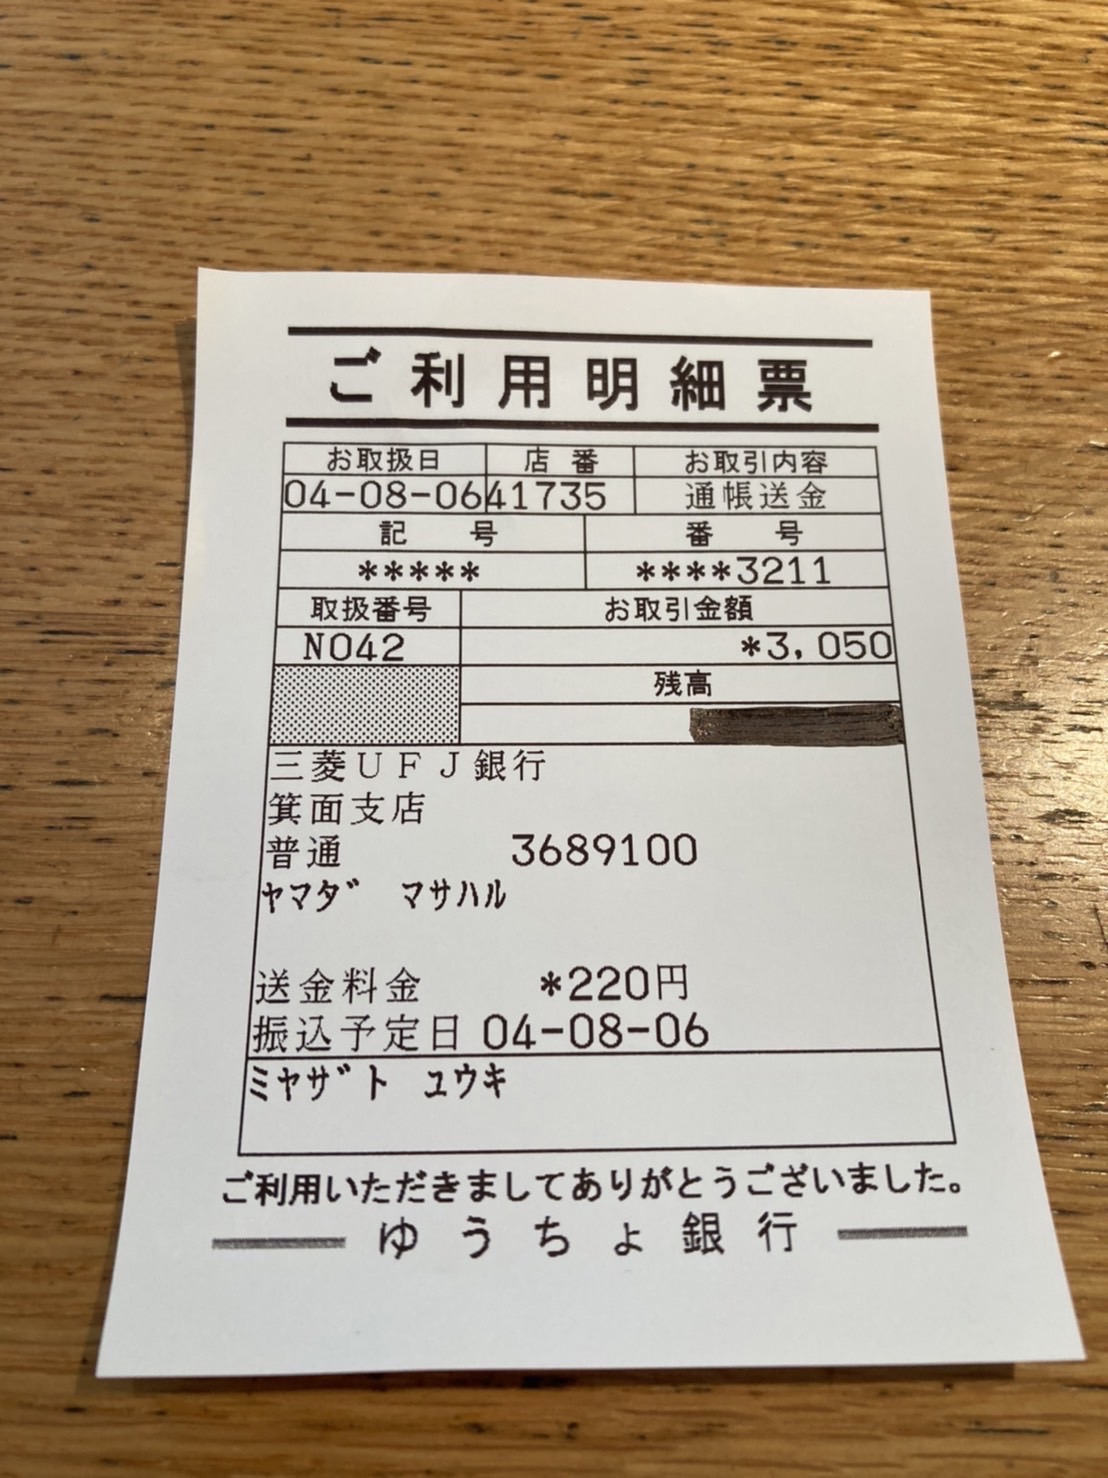 ご利用明細票
お取扱日 店番 お取引内容
04-08-06 41735 通帳送金
記号 番号
***** ****3211
取扱番号 お取引金額
N042 *3,050
残高
三菱UFJ銀行
箕面支店
普通 3689100
ヤマダ マサハル
送金料金 *220円
振込予定日 04-08-06
ミヤザト ユウキ
ご利用いただきましてありがとうございました。
ゆうちょ銀行